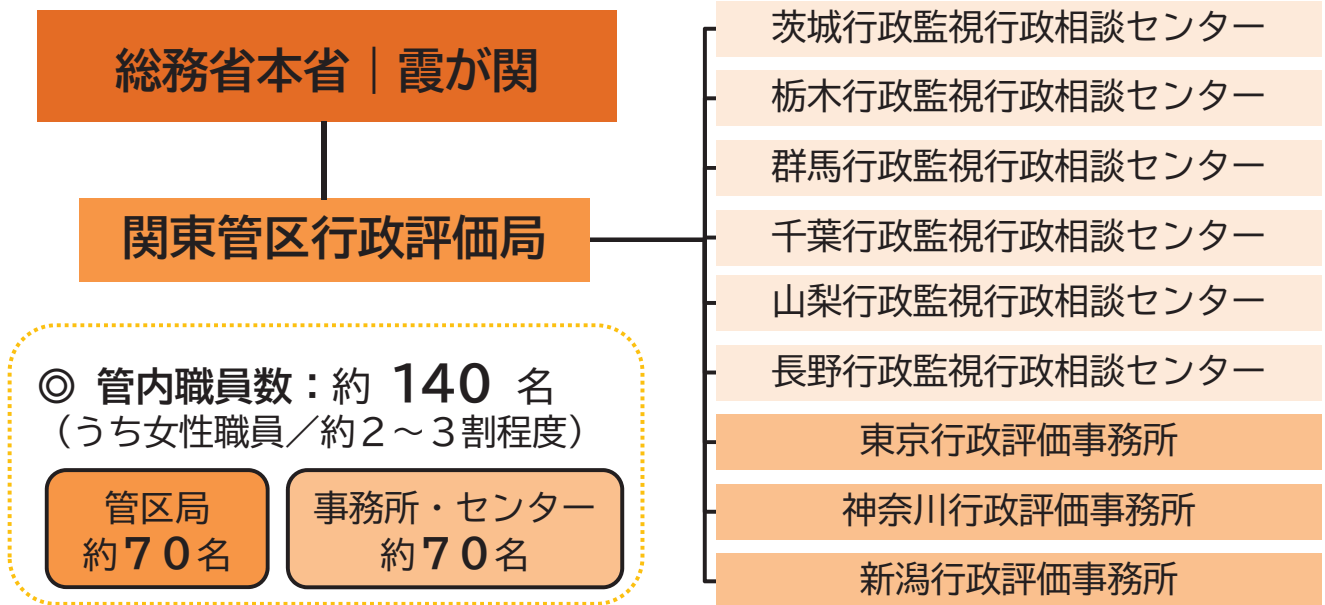 総務省本省｜霞が関
関東管区行政評価局
◎ 管内職員数：約 140 名
（うち女性職員／約２～３割程度）
管区局
約７０名
事務所・センター
約７０名
茨城行政監視行政相談センター
栃木行政監視行政相談センター
群馬行政監視行政相談センター
千葉行政監視行政相談センター
山梨行政監視行政相談センター
長野行政監視行政相談センター
東京行政評価事務所
神奈川行政評価事務所
新潟行政評価事務所